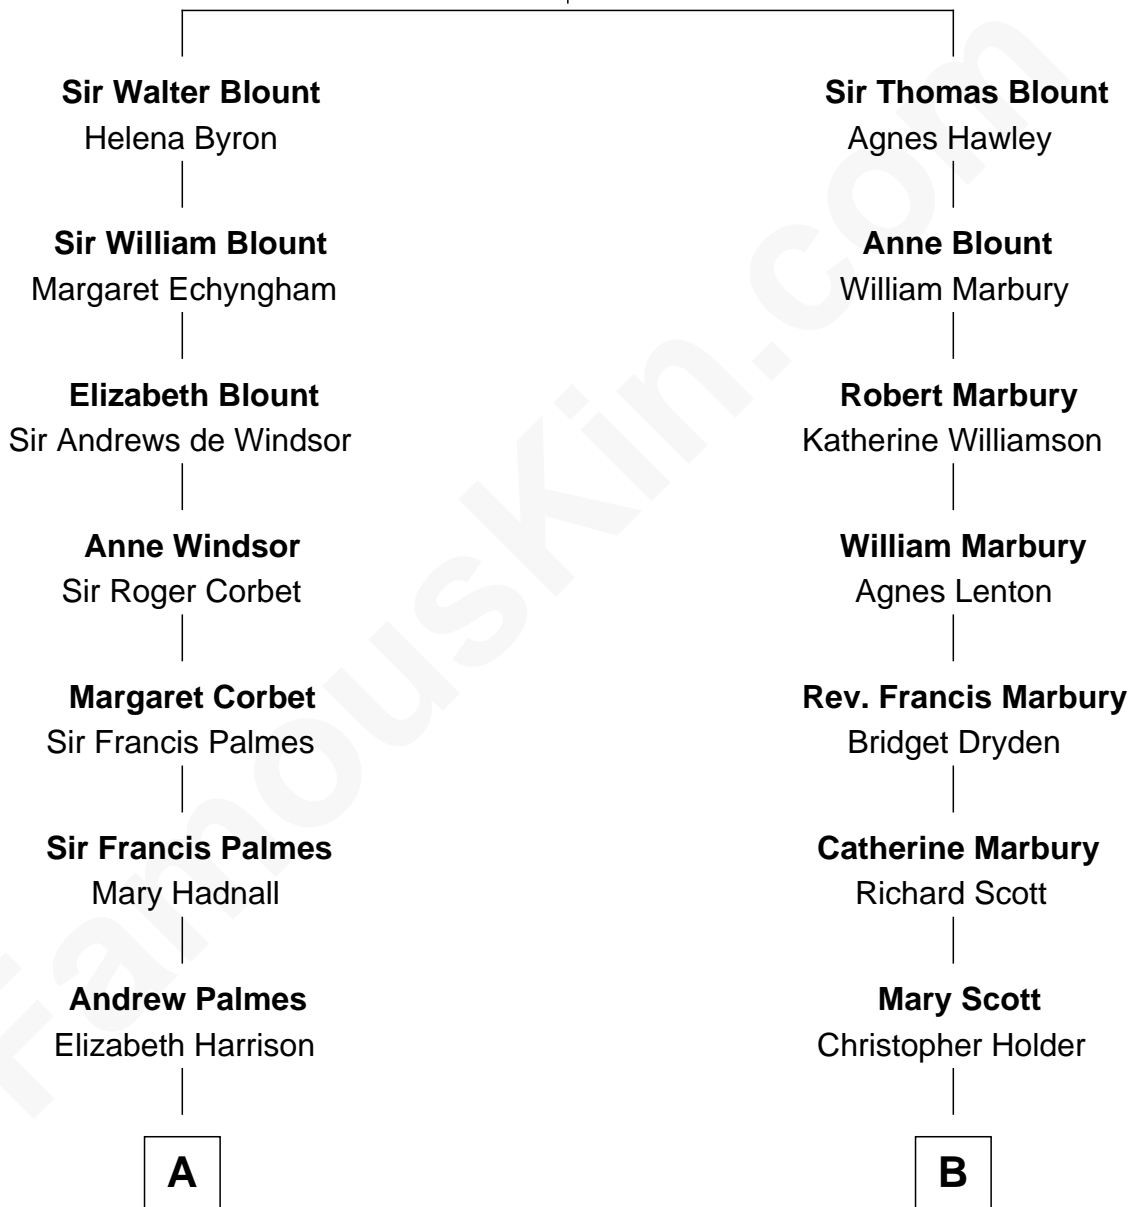 Sir Walter Blount
Helena Byron
Sir William Blount
Margaret Echyngham
Elizabeth Blount
Sir Andrews de Windsor
Anne Windsor
Sir Roger Corbet
Margaret Corbet
Sir Francis Palmes
Sir Francis Palmes
Mary Hadnall
Andrew Palmes
Elizabeth Harrison
A
Sir Thomas Blount
Agnes Hawley
Anne Blount
William Marbury
Robert Marbury
Katherine Williamson
William Marbury
Agnes Lenton
Rev. Francis Marbury
Bridget Dryden
Catherine Marbury
Richard Scott
Mary Scott
Christopher Holder
B
FamousKin.com